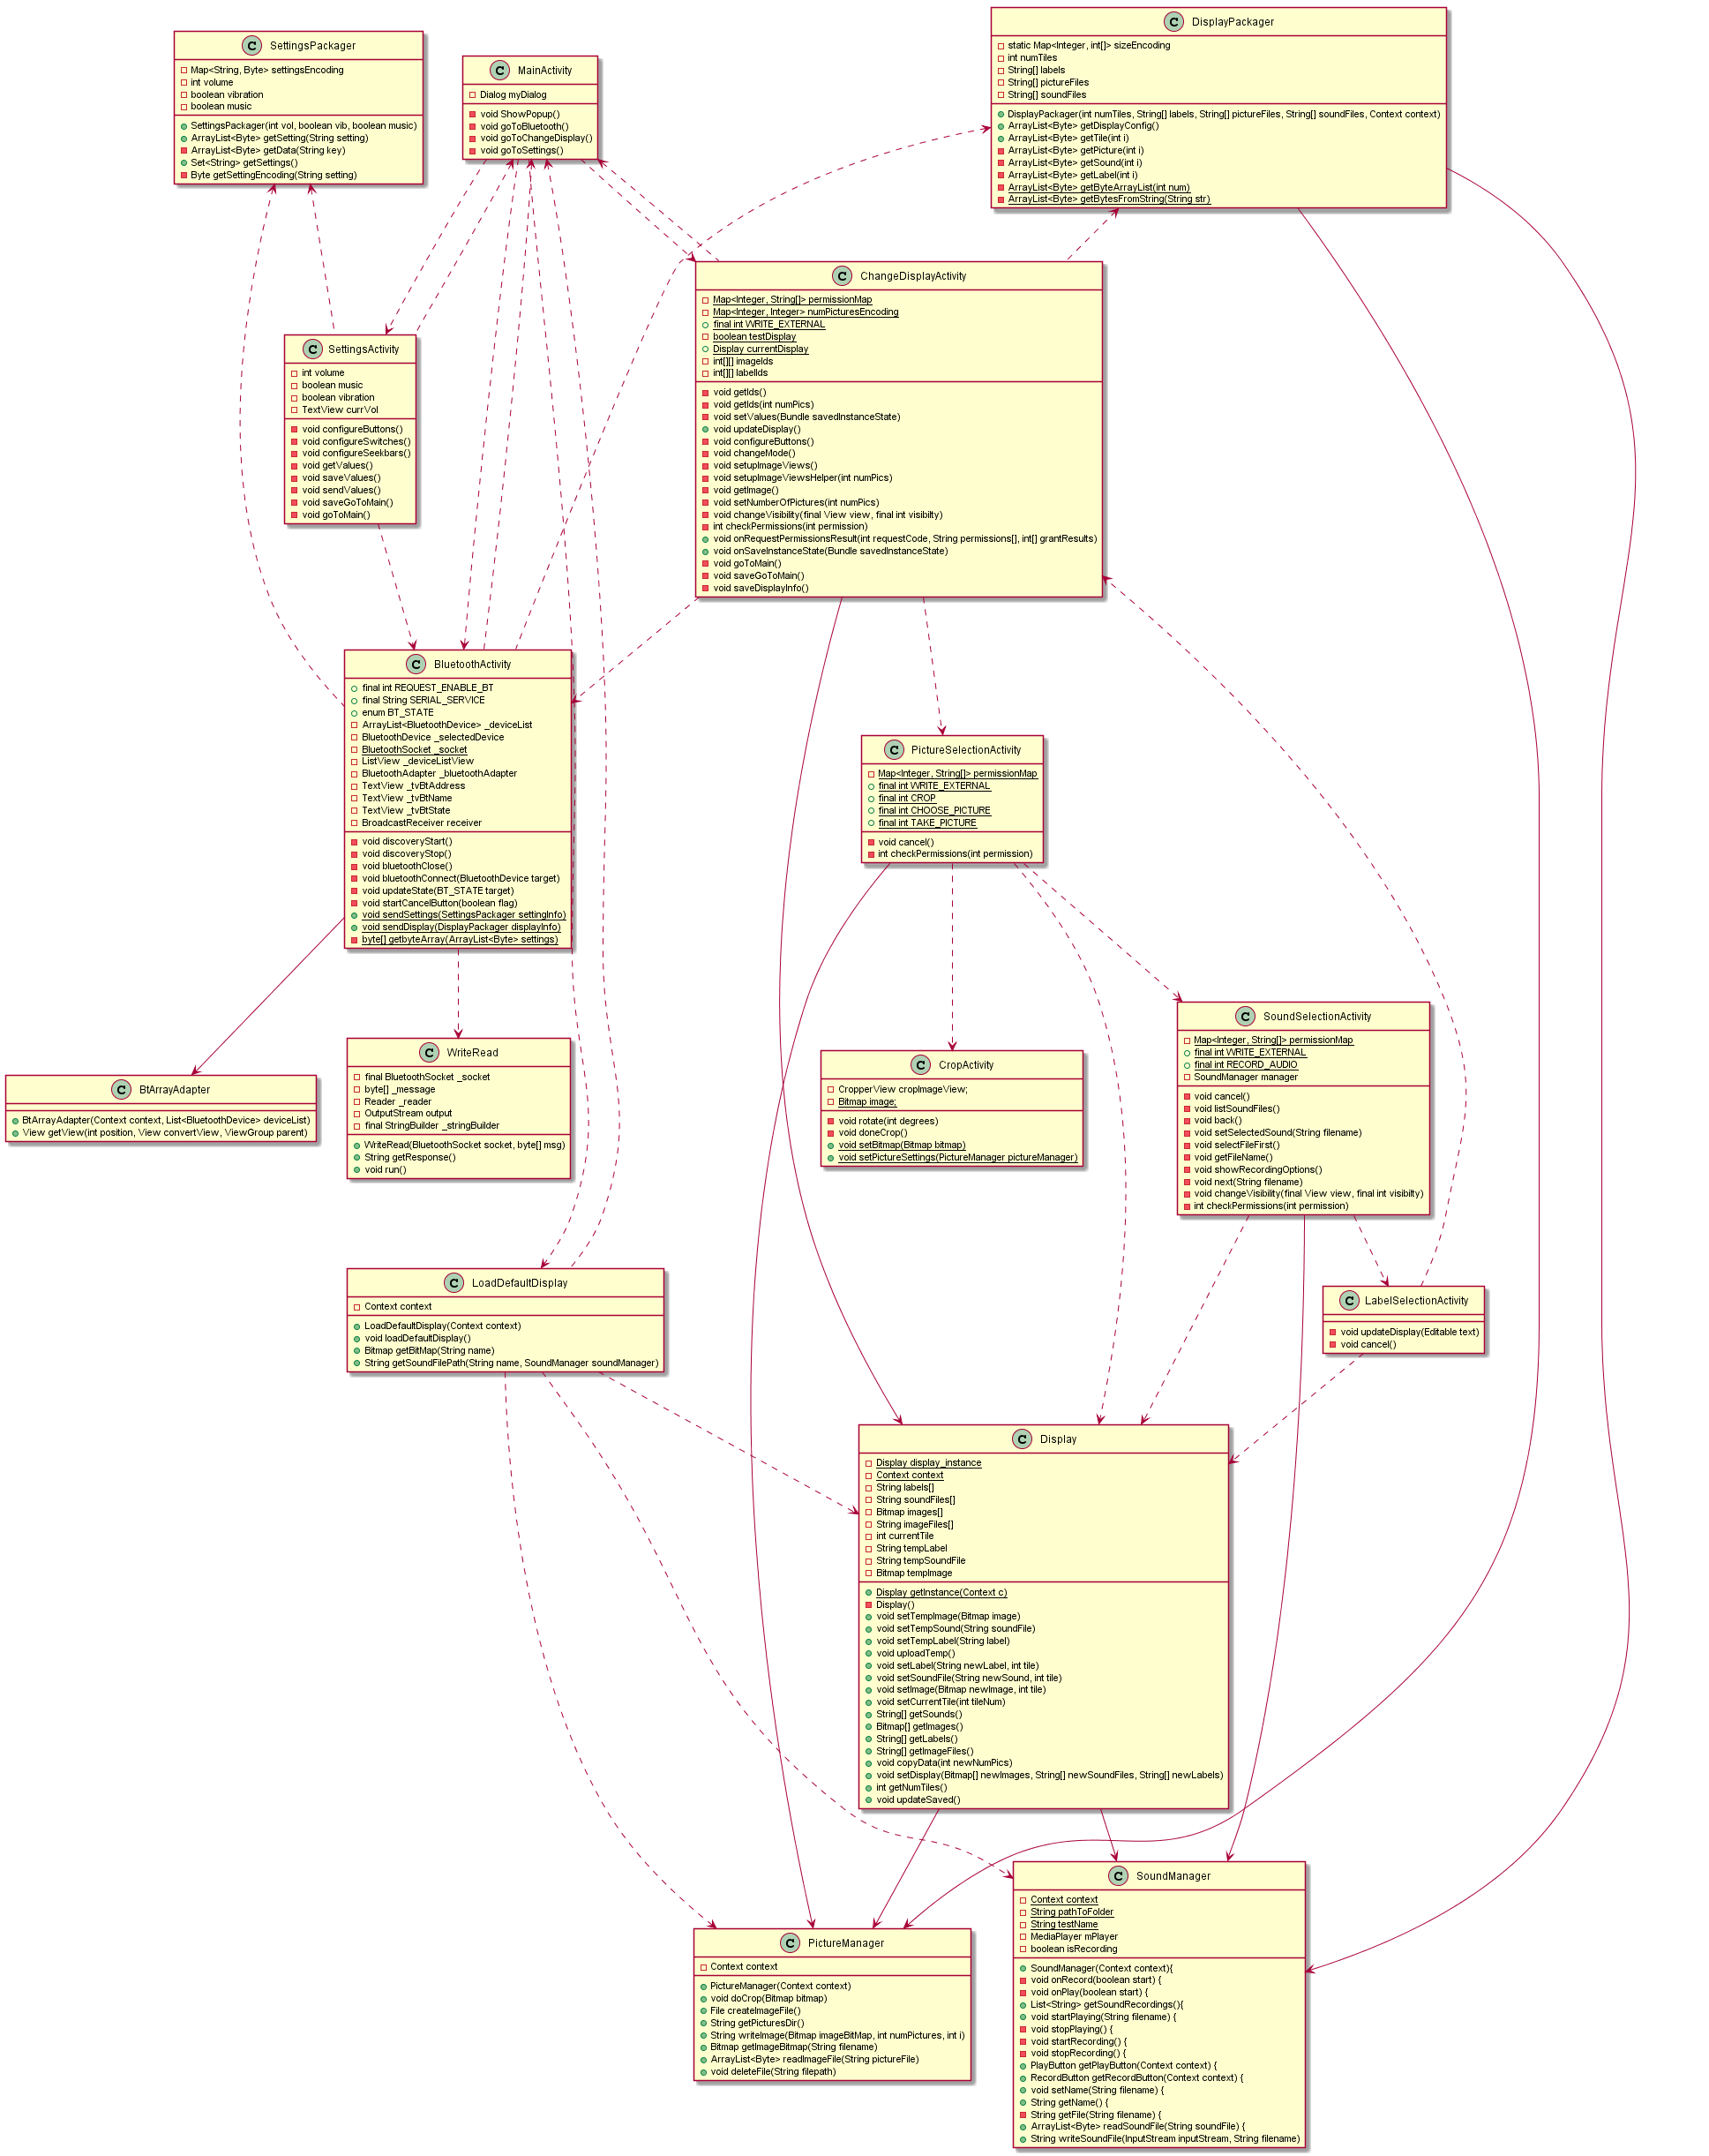 C SettingsPackager
Map<String, Byte> settingsEncoding
int volume
boolean vibration
boolean music
SettingsPackager(int vol, boolean vib, boolean music)
ArrayList<Byte> getSetting(String setting)
ArrayList<Byte> getData(String key)
Set<String> getSettings()
Byte getSettingEncoding(String setting)
C MainActivity
Dialog myDialog
void ShowPopup()
void goToBluetooth()
void goToChangeDisplay()
void goToSettings()
C DisplayPackager
static Map<Integer, int[]> sizeEncoding
int numTiles
String[] labels
String[] pictureFiles
String[] soundFiles
DisplayPackager(int numTiles, String[] labels, String[] pictureFiles, String[] soundFiles, Context context)
ArrayList<Byte> getDisplayConfig()
ArrayList<Byte> getTile(int i)
ArrayList<Byte> getPicture(int i)
ArrayList<Byte> getSound(int i)
ArrayList<Byte> getLabel(int i)
ArrayList<Byte> getByteArrayList(int num)
ArrayList<Byte> getBytesFromString(String str)
C ChangeDisplayActivity
Map<Integer, String[]> permissionMap
Map<Integer, Integer> numPicturesEncoding
final int WRITE_EXTERNAL
boolean testDisplay
Display currentDisplay
int[][] imageIds
int[][] labelIds
void getIds()
void getIds(int numPics)
void setValues(Bundle savedInstanceState)
void updateDisplay()
void configureButtons()
void changeMode()
void setupImageViews()
void setupImageViewsHelper(int numPics)
void getImage()
void setNumberOfPictures(int numPics)
void changeVisibility(final View view, final int visibilty)
int checkPermissions(int permission)
void onRequestPermissionsResult(int requestCode, String permissions[], int[] grantResults)
void onSaveInstanceState(Bundle savedInstanceState)
void goToMain()
void saveGoToMain()
void saveDisplayInfo()
C SettingsActivity
int volume
boolean music
boolean vibration
TextView currVol
void configureButtons()
void configureSwitches()
void configureSeekbars()
void getValues()
void saveValues()
void sendValues()
void saveGoToMain()
void goToMain()
C BluetoothActivity
final int REQUEST_ENABLE_BT
final String SERIAL_SERVICE
enum BT_STATE
ArrayList<BluetoothDevice> _deviceList
BluetoothDevice _selectedDevice
BluetoothSocket _socket
ListView _deviceListView
BluetoothAdapter _bluetoothAdapter
TextView _tvBtAddress
TextView _tvBtName
TextView _tvBtState
BroadcastReceiver receiver
void discoveryStart()
void discoveryStop()
void bluetoothClose()
void bluetoothConnect(BluetoothDevice target)
void updateState(BT_STATE target)
void startCancelButton(boolean flag)
void sendSettings(SettingsPackager settingInfo)
void sendDisplay(DisplayPackager displayInfo)
byte[] getbyteArray(ArrayList<Byte> settings)
C PictureSelectionActivity
Map<Integer, String[]> permissionMap
final int WRITE_EXTERNAL
final int CROP
final int CHOOSE_PICTURE
final int TAKE_PICTURE
void cancel()
int checkPermissions(int permission)
C SoundSelectionActivity
Map<Integer, String[]> permissionMap
final int WRITE_EXTERNAL
final int RECORD_AUDIO
SoundManager manager
void cancel()
void listSoundFiles()
void back()
void setSelectedSound(String filename)
void selectFileFirst()
void getFileName()
void showRecordingOptions()
void next(String filename)
void changeVisibility(final View view, final int visibilty)
int checkPermissions(int permission)
C BtArrayAdapter
BtArrayAdapter(Context context, List<BluetoothDevice> deviceList)
View getView(int position, View convertView, ViewGroup parent)
C WriteRead
final BluetoothSocket _socket
byte[] _message
Reader _reader
OutputStream output
final StringBuilder _stringBuilder
WriteRead(BluetoothSocket socket, byte[] msg)
String getResponse()
void run()
C CropActivity
CropperView cropImageView;
Bitmap image;
void rotate(int degrees)
void doneCrop()
void setBitmap(Bitmap bitmap)
void setPictureSettings(PictureManager pictureManager)
C LoadDefaultDisplay
Context context
LoadDefaultDisplay(Context context)
void loadDefaultDisplay()
Bitmap getBitMap(String name)
String getSoundFilePath(String name, SoundManager soundManager)
C LabelSelectionActivity
void updateDisplay(Editable text)
void cancel()
C Display
Display display_instance
Context context
String labels[]
String soundFiles[]
Bitmap images[]
String imageFiles[]
int currentTile
String tempLabel
String tempSoundFile
Bitmap tempImage
Display getInstance(Context c)
Display()
void setTempImage(Bitmap image)
void setTempSound(String soundFile)
void setTempLabel(String label)
void uploadTemp()
void setLabel(String newLabel, int tile)
void setSoundFile(String newSound, int tile)
void setImage(Bitmap newImage, int tile)
void setCurrentTile(int tileNum)
String[] getSounds()
Bitmap[] getImages()
String[] getLabels()
String[] getImageFiles()
void copyData(int newNumPics)
void setDisplay(Bitmap[] newImages, String[] newSoundFiles, String[] newLabels)
int getNumTiles()
void updateSaved()
C PictureManager
Context context
PictureManager(Context context)
void doCrop(Bitmap bitmap)
File createImageFile()
String getPicturesDir()
String writeImage(Bitmap imageBitMap, int numPictures, int i)
Bitmap getImageBitmap(String filename)
ArrayList<Byte> readImageFile(String pictureFile)
void deleteFile(String filepath)
C SoundManager
Context context
String pathToFolder
String testName
MediaPlayer mPlayer
boolean isRecording
SoundManager(Context context){
void onRecord(boolean start) {
void onPlay(boolean start) {
List<String> getSoundRecordings(){
void startPlaying(String filename) {
void stopPlaying() {
void startRecording() {
void stopRecording() {
PlayButton getPlayButton(Context context) {
RecordButton getRecordButton(Context context) {
void setName(String filename) {
String getName() {
String getFile(String filename) {
ArrayList<Byte> readSoundFile(String soundFile) {
String writeSoundFile(InputStream inputStream, String filename)